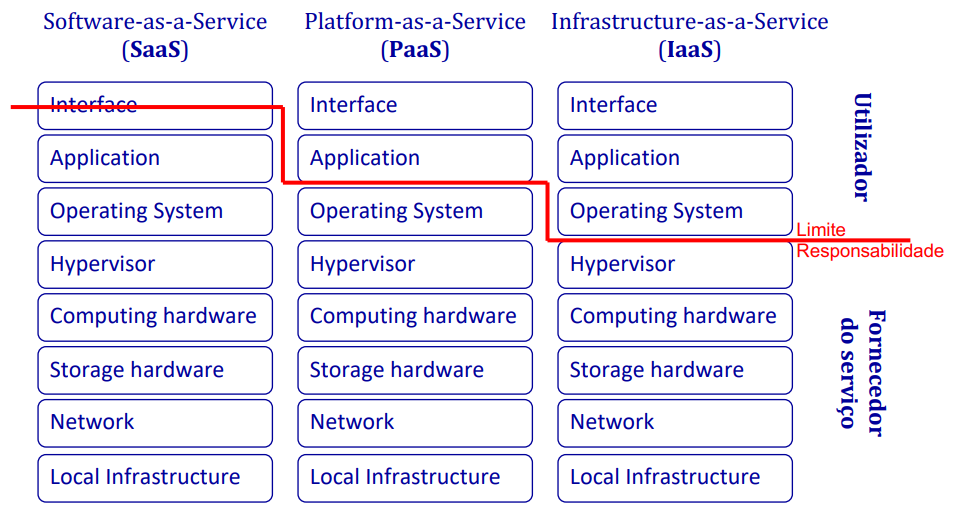 Software-as-a-Service
(SaaS)
Platform-as-a-Service
(PaaS)
Infrastructure-as-a-Service
(IaaS)
Interface
Application
Operating System
Hypervisor
Computing hardware
Storage hardware
Network
Local Infrastructure
Interface
Application
Operating System
Hypervisor
Computing hardware
Storage hardware
Network
Local Infrastructure
Interface
Application
Operating System
Hypervisor
Computing hardware
Storage hardware
Network
Local Infrastructure
Utilizador
Limite
Responsabilidade
Fornecedor
do serviço